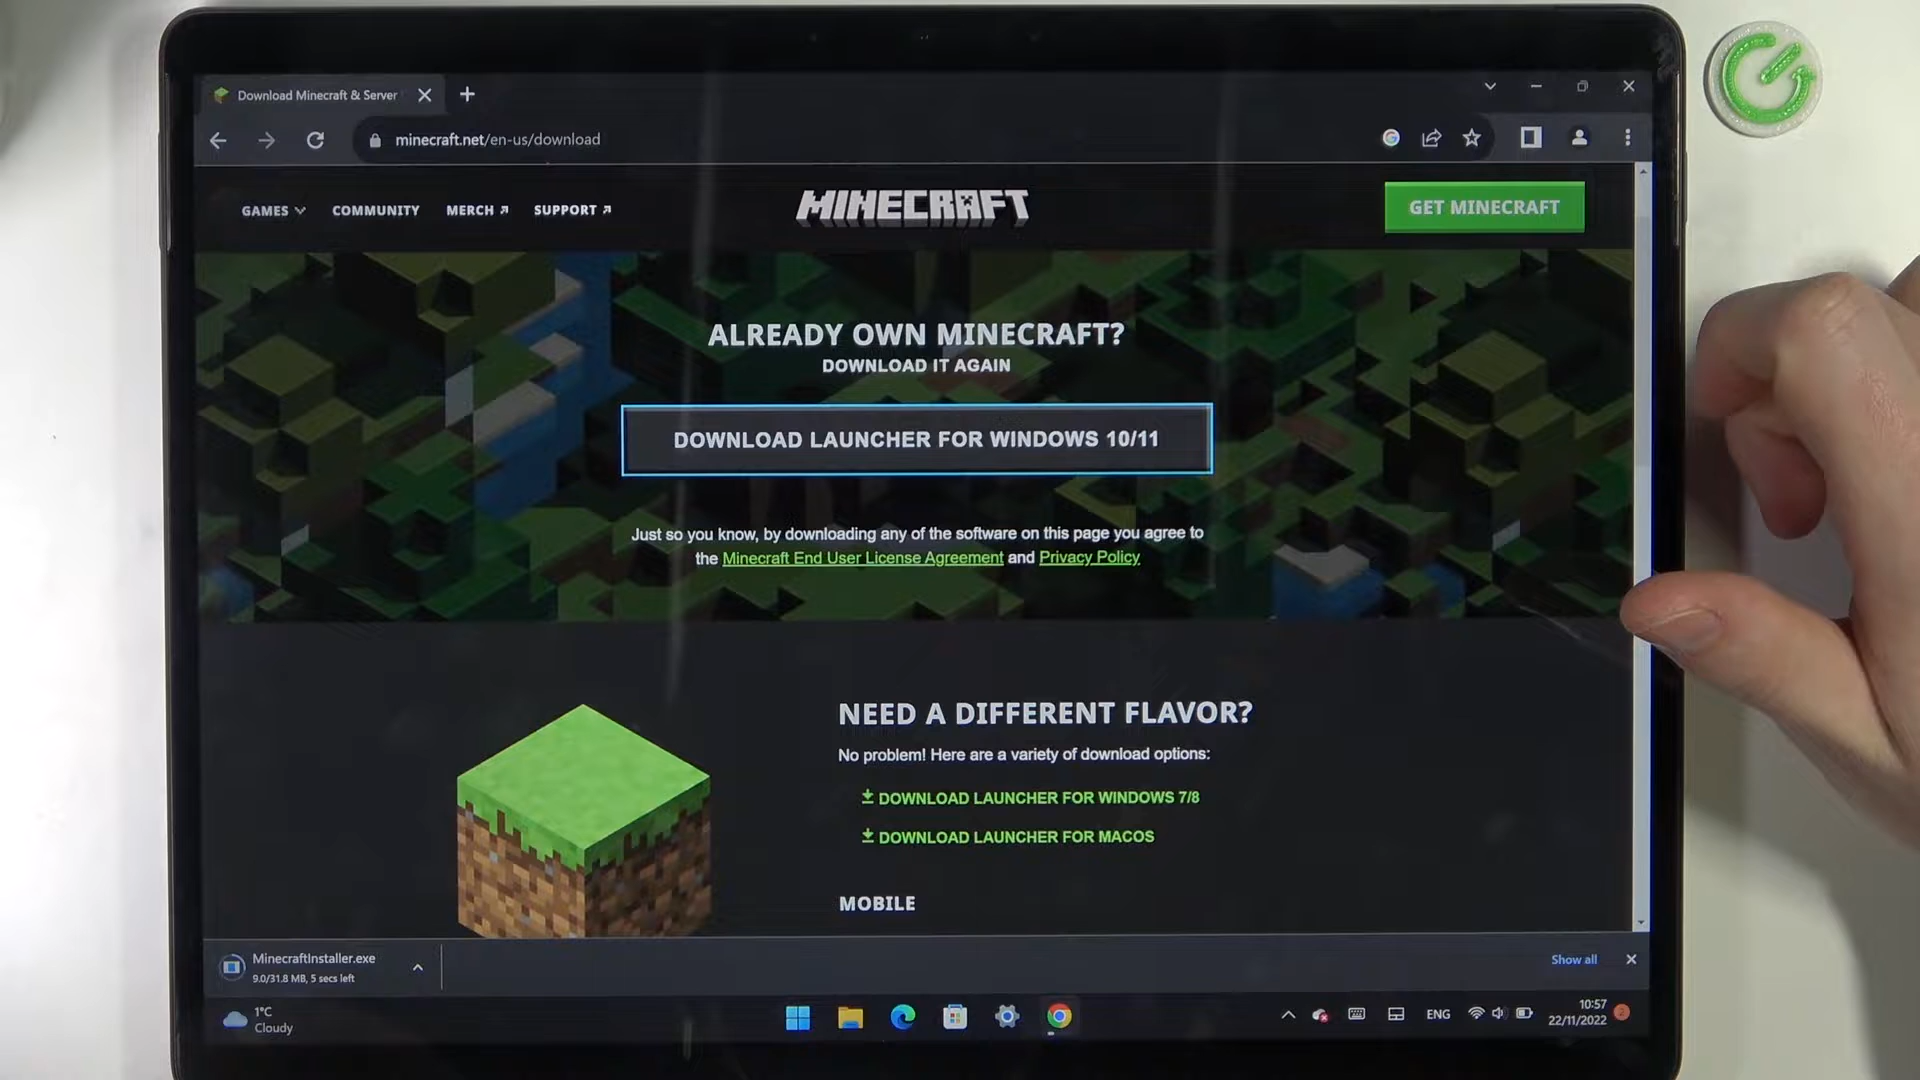 Download Minecraft & Server
minecraft.net/en-us/download
GAMES
COMMUNITY
MERCH
SUPPORT
MINECRAFT
GET MINECRAFT
ALREADY OWN MINECRAFT?
DOWNLOAD IT AGAIN
DOWNLOAD LAUNCHER FOR WINDOWS 10/11
Just so you know, by downloading any of the software on this page you agree to
the Minecraft End User License Agreement and Privacy Policy
NEED A DIFFERENT FLAVOR?
No problem! Here are a variety of download options:
DOWNLOAD LAUNCHER FOR WINDOWS 7/8
DOWNLOAD LAUNCHER FOR MACOS
MOBILE
MinecraftInstaller.exe
9.0/31.8 MB, 5 secs left
Show all
1°C
Cloudy
ENG
10:57
22/11/2022
2